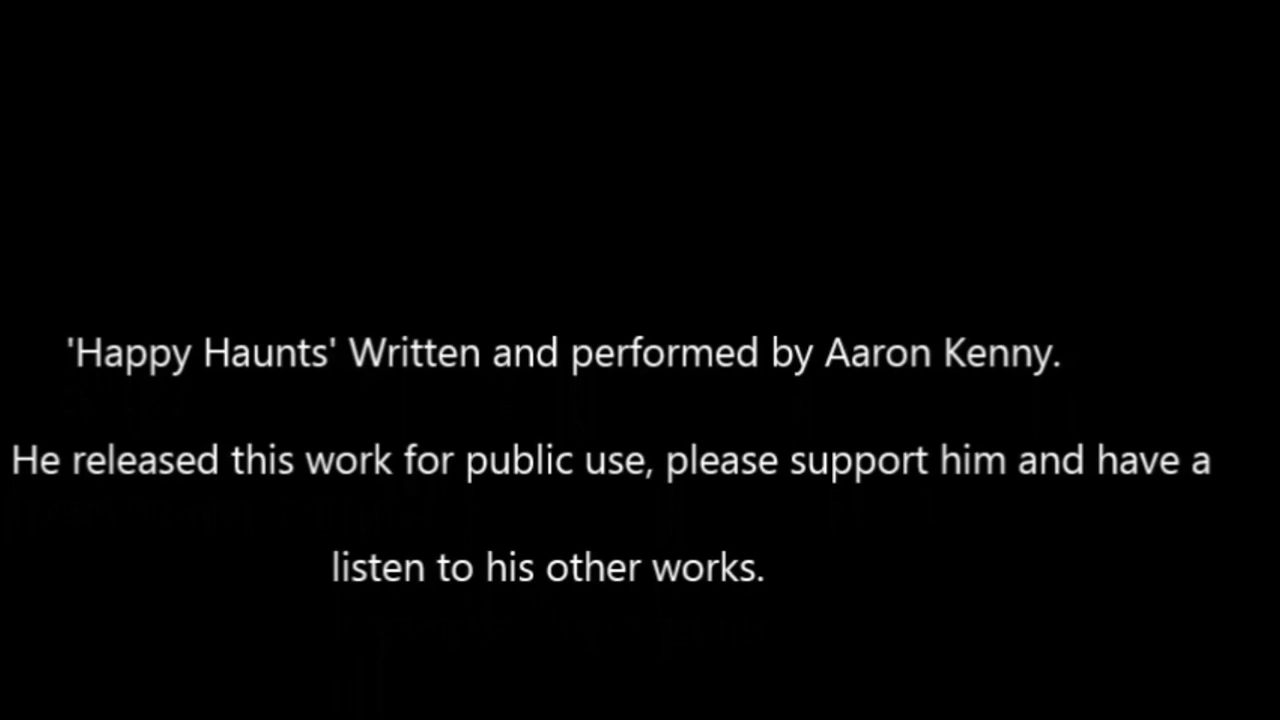 'Happy Haunts' Written and performed by Aaron Kenny.
He released this work for public use, please support him and have a
listen to his other works.